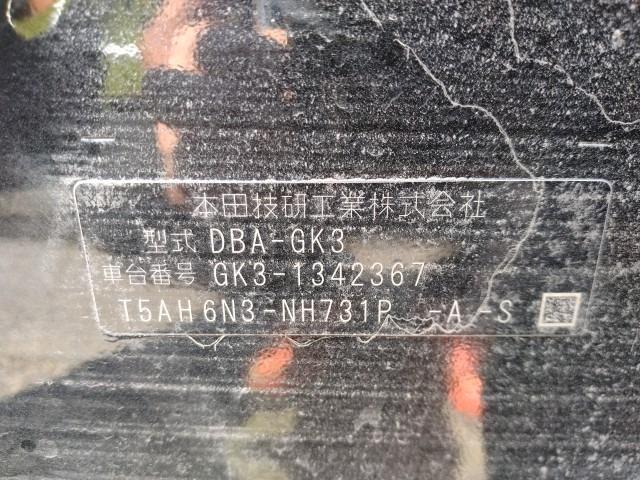 本田技研工業株式会社
型式 DBA-GK3
車台番号 GK3-1342367
T5AH6N3-NH731P -A -S